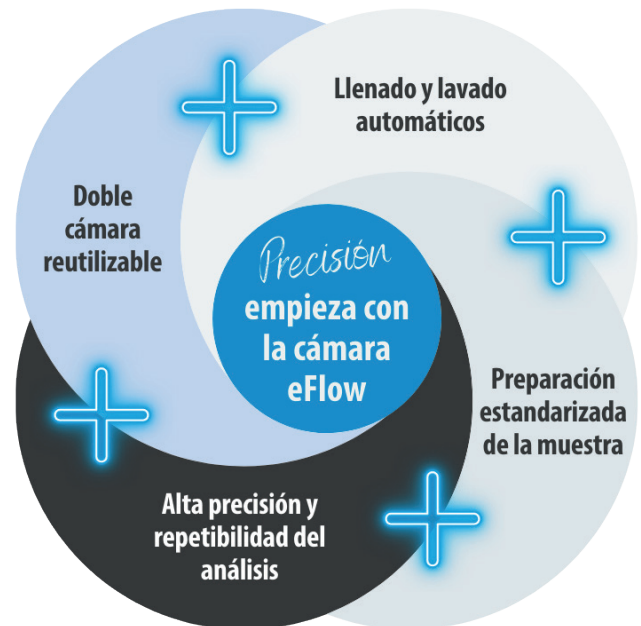 Llenado y lavado
automáticos
Doble
cámara
reutilizable
Precisión
empieza con
la cámara
eFlow
Preparación
estandarizada
de la muestra
Alta precisión y
repetibilidad del
análisis